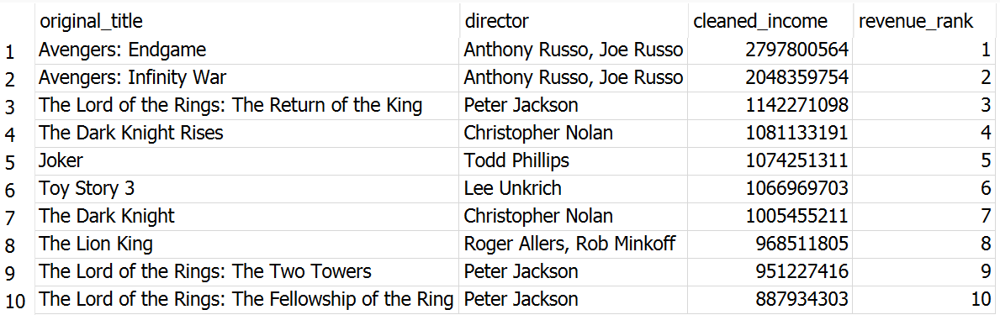 original_title director cleaned_income revenue_rank
1 Avengers: Endgame Anthony Russo, Joe Russo 2797800564 1
2 Avengers: Infinity War Anthony Russo, Joe Russo 2048359754 2
3 The Lord of the Rings: The Return of the King Peter Jackson 1142271098 3
4 The Dark Knight Rises Christopher Nolan 1081133191 4
5 Joker Todd Phillips 1074251311 5
6 Toy Story 3 Lee Unkrich 1066969703 6
7 The Dark Knight Christopher Nolan 1005455211 7
8 The Lion King Roger Allers, Rob Minkoff 968511805 8
9 The Lord of the Rings: The Two Towers Peter Jackson 951227416 9
10 The Lord of the Rings: The Fellowship of the Ring Peter Jackson 887934303 10